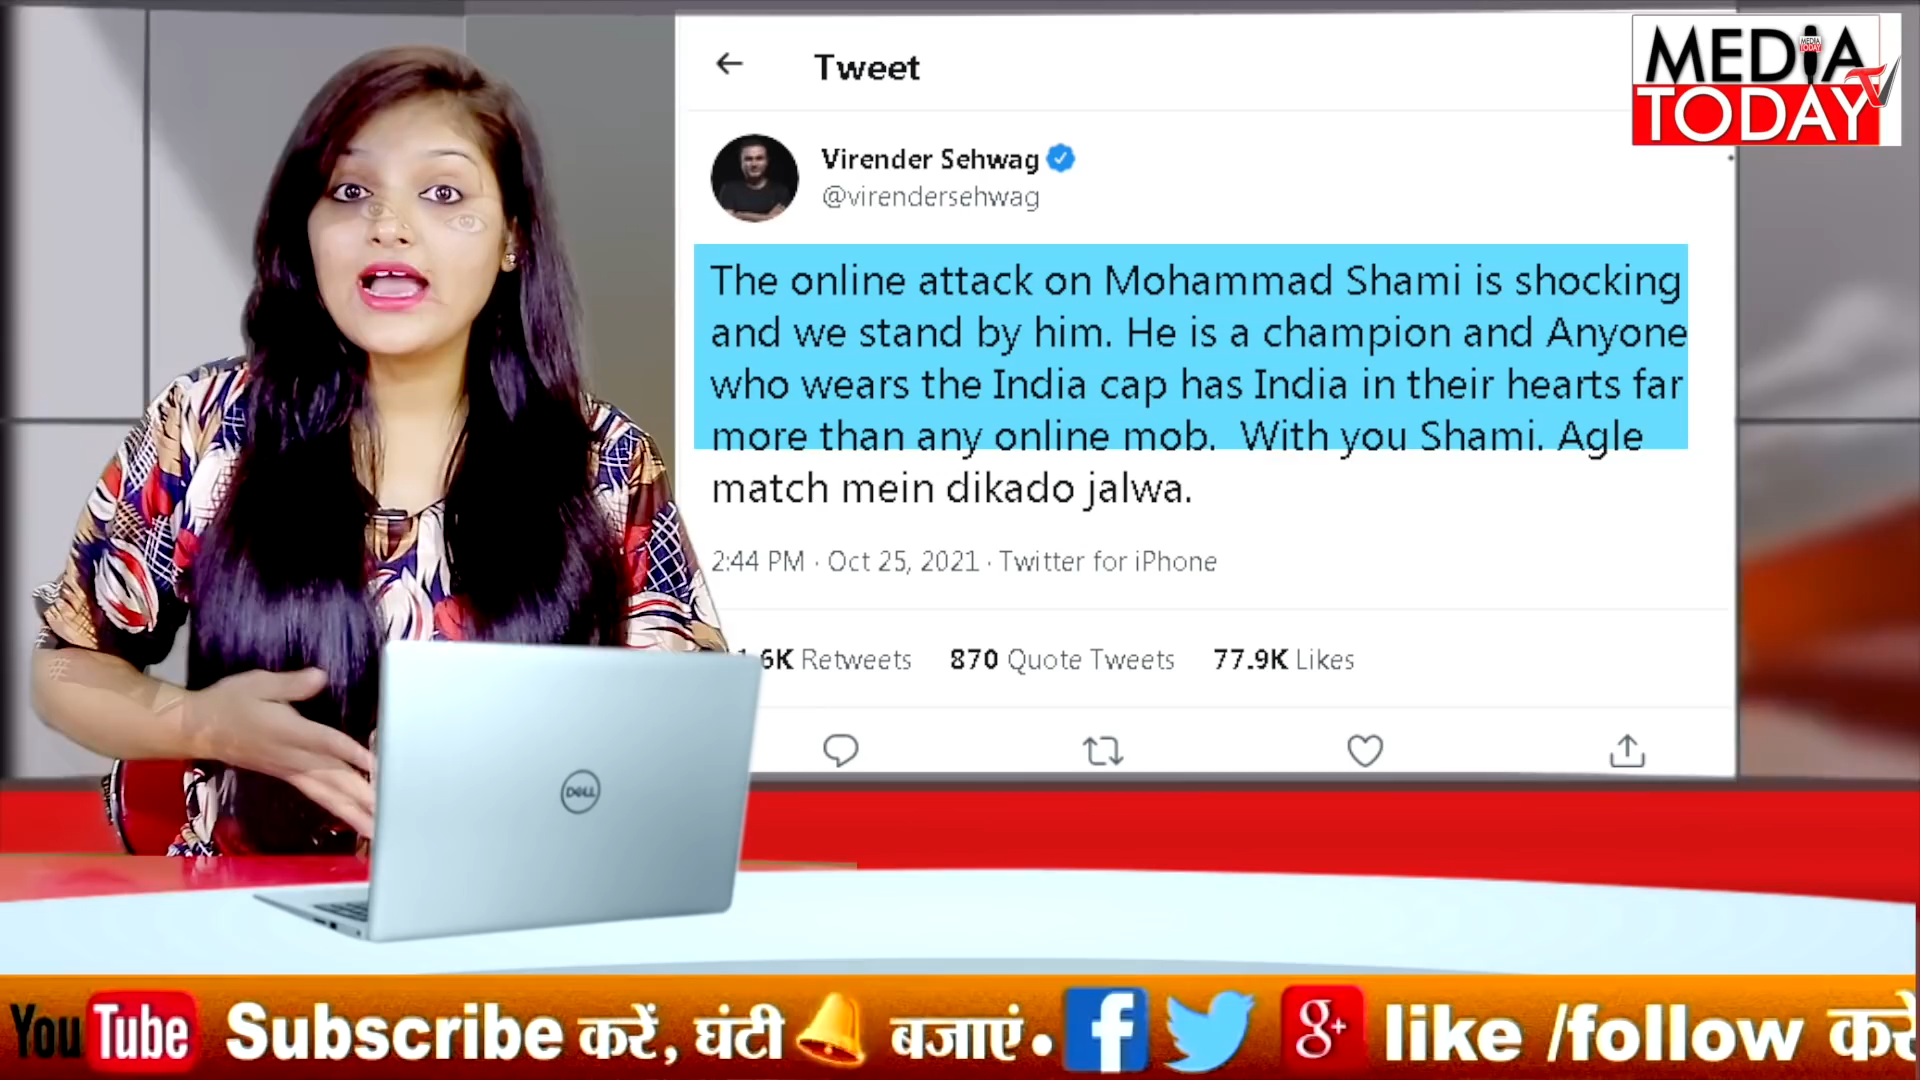 MEDIA
TODAY
TV
← Tweet
Virender Sehwag
@virendersehwag
The online attack on Mohammad Shami is shocking
and we stand by him. He is a champion and Anyone
who wears the India cap has India in their hearts far
more than any online mob. With you Shami. Agle
match mein dikado jalwa.
2:44 PM · Oct 25, 2021 · Twitter for iPhone
.6K Retweets 870 Quote Tweets 77.9K Likes
DELL
YouTube Subscribe करें, घंटी बजाएं • f g+ like /follow करे